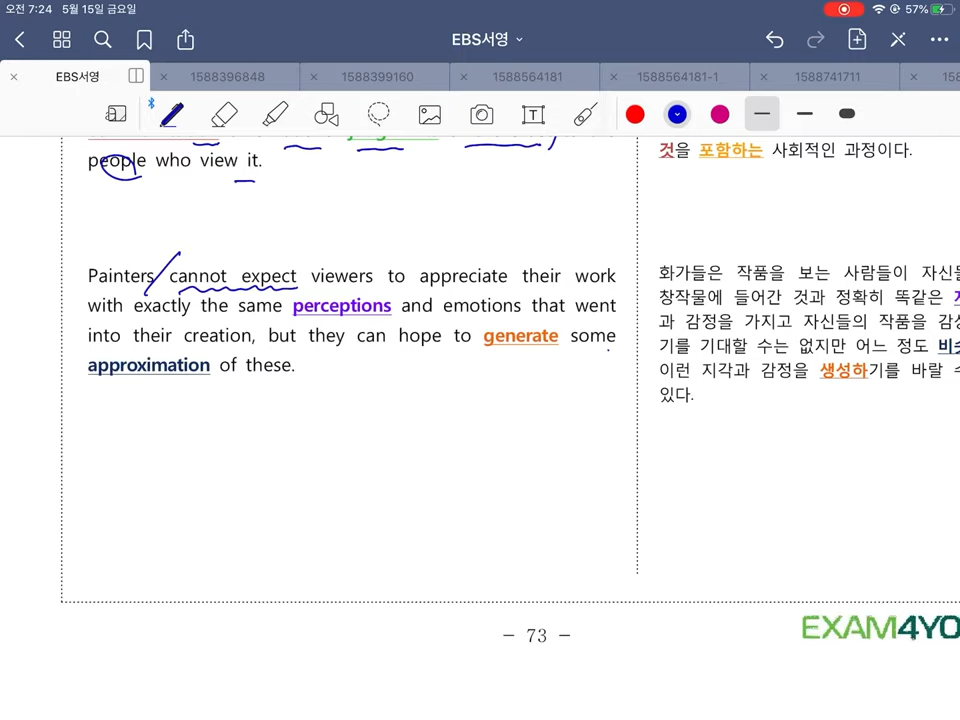 오전 7:24 5월 15일 금요일
57%
EBS서영
EBS서영 1588396848 1588399160 1588564181 1588564181-1 1588741711
people who view it.
것을 포함하는 사회적인 과정이다.
Painters cannot expect viewers to appreciate their work
with exactly the same perceptions and emotions that went
into their creation, but they can hope to generate some
approximation of these.
화가들은 작품을 보는 사람들이
창작물에 들어간 것과 정확히 똑같은
과 감정을 가지고 자신들의 작품을
기를 기대할 수는 없지만 어느 정도
이런 지각과 감정을 생성하기를 바랄
있다.
- 73 -
EXAM4YO